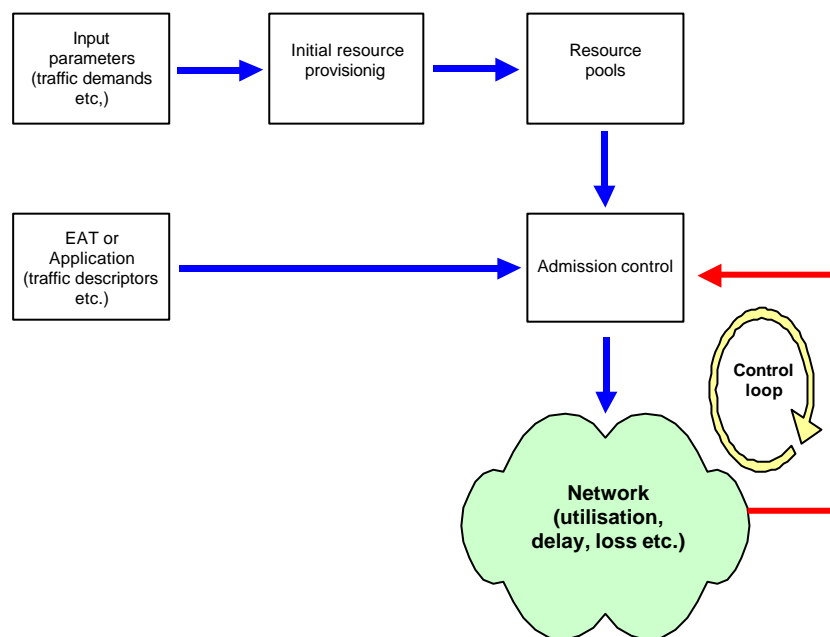 Input
parameters
(traffic demands
etc,)
Initial resource
provisionig
Resource
pools
EAT or
Application
(traffic descriptors
etc.)
Admission control
Control
loop
Network
(utilisation,
delay, loss etc.)